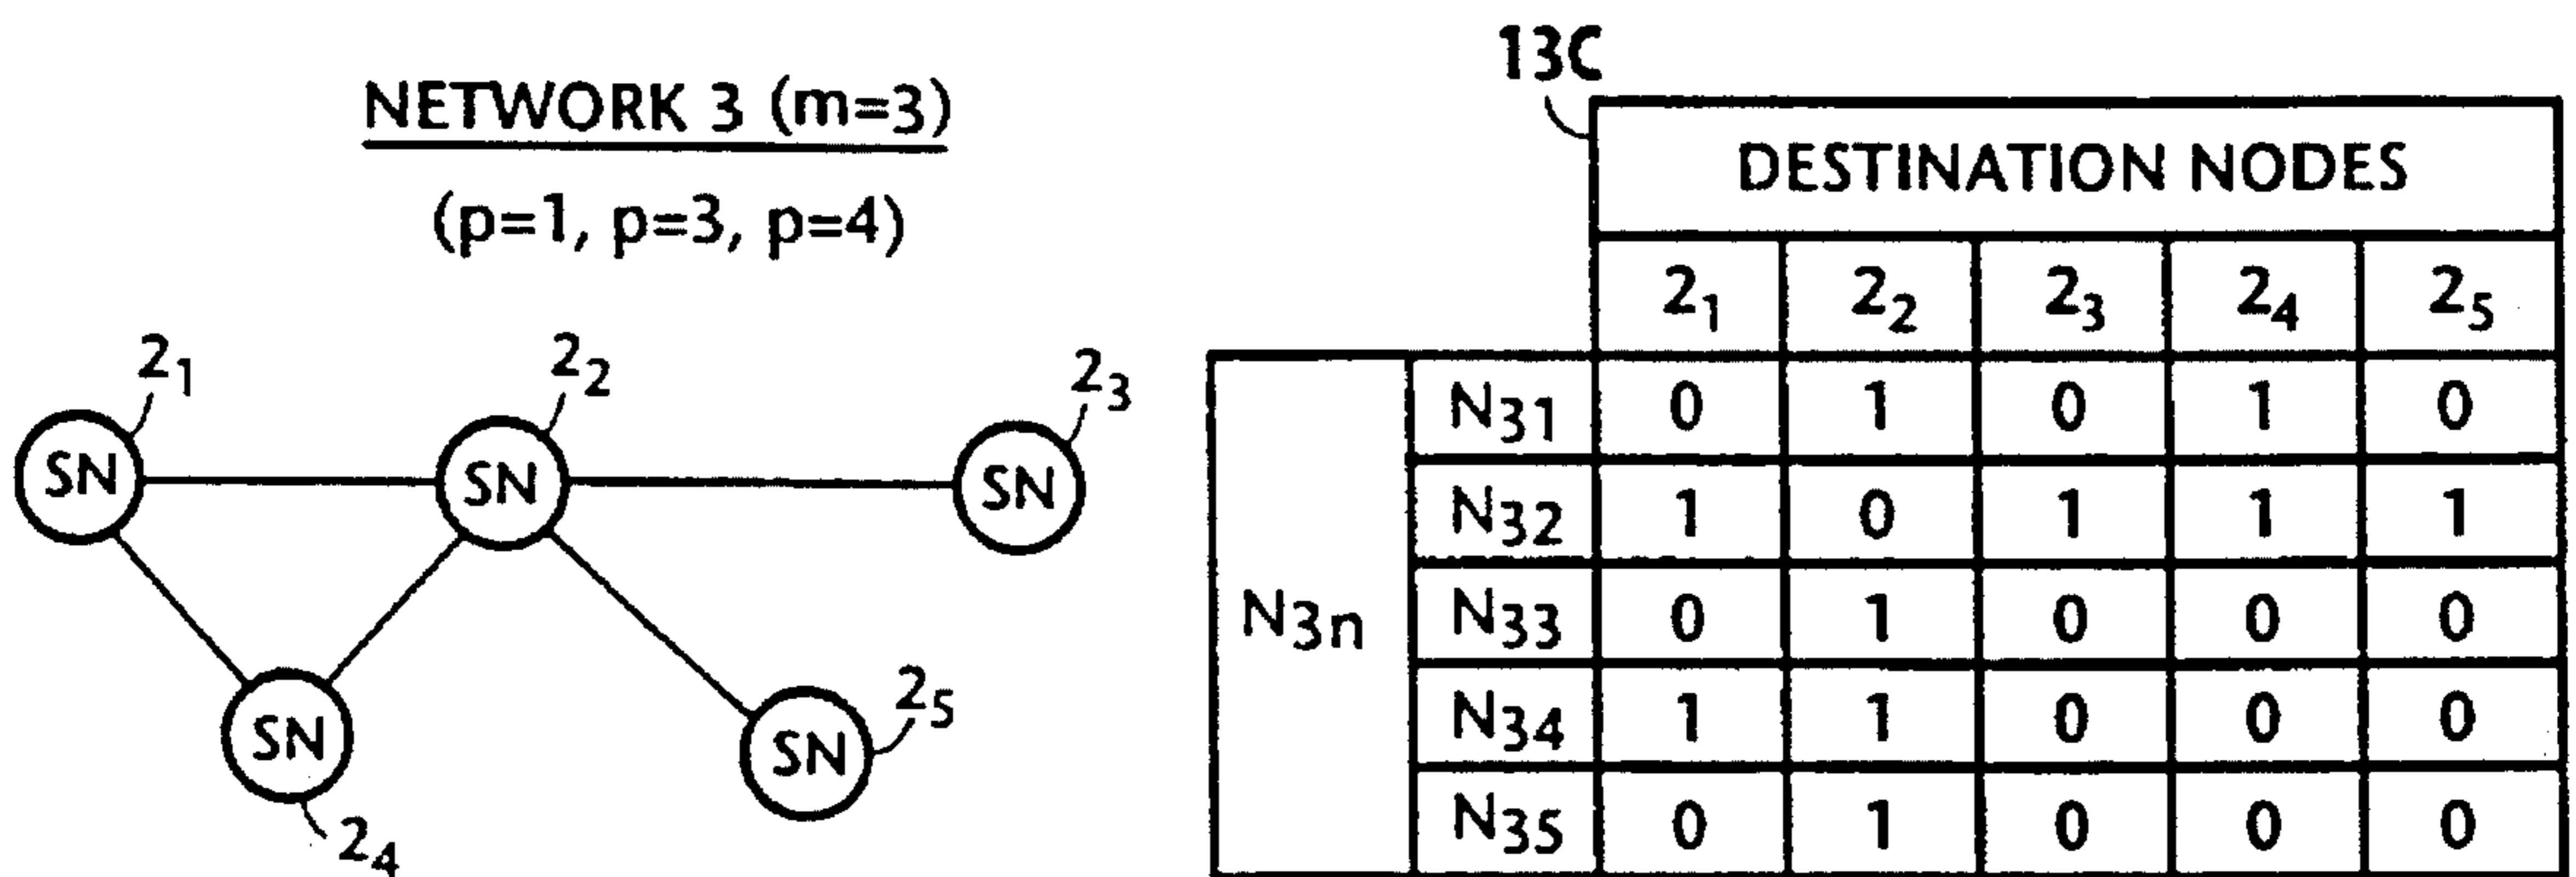 NETWORK 3 (m=3)
(p=1, p=3, p=4)
2₁
2₂
2₃
SN
SN
SN
SN
SN
2₅
2₄
13C
DESTINATION NODES
2₁ 2₂ 2₃ 2₄ 2₅
N₃ₙ
N₃₁ 0 1 0 1 0
N₃₂ 1 0 1 1 1
N₃₃ 0 1 0 0 0
N₃₄ 1 1 0 0 0
N₃₅ 0 1 0 0 0